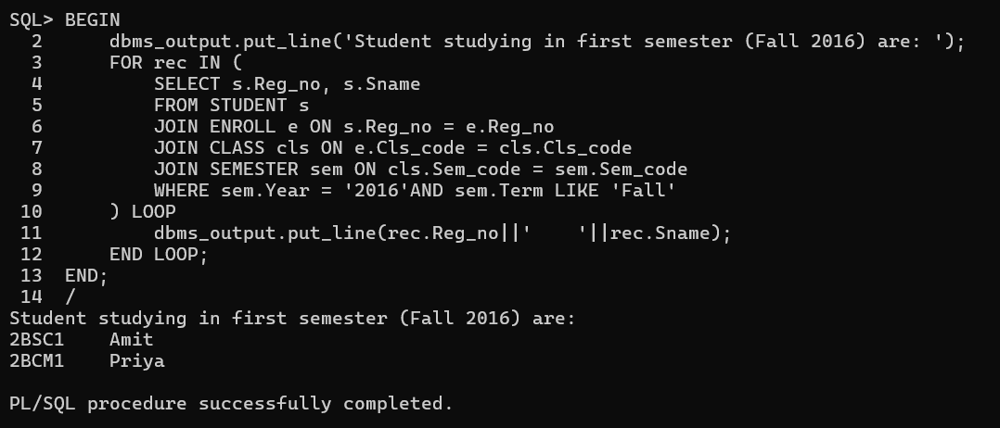 SQL> BEGIN
  2      dbms_output.put_line('Student studying in first semester (Fall 2016) are: ');
  3      FOR rec IN (
  4          SELECT s.Reg_no, s.Sname
  5          FROM STUDENT s
  6          JOIN ENROLL e ON s.Reg_no = e.Reg_no
  7          JOIN CLASS cls ON e.Cls_code = cls.Cls_code
  8          JOIN SEMESTER sem ON cls.Sem_code = sem.Sem_code
  9          WHERE sem.Year = '2016'AND sem.Term LIKE 'Fall'
 10      ) LOOP
 11          dbms_output.put_line(rec.Reg_no||'    '||rec.Sname);
 12      END LOOP;
 13  END;
 14  /
Student studying in first semester (Fall 2016) are:
2BSC1    Amit
2BCM1    Priya

PL/SQL procedure successfully completed.